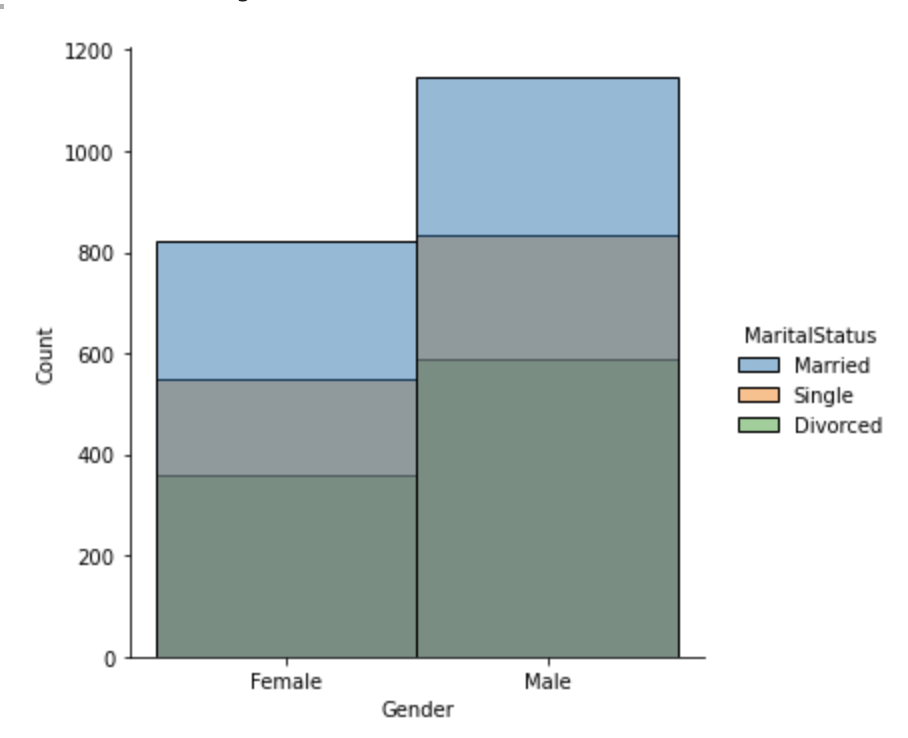 1200
1000
800
600
400
200
0
Count
Female Male
Gender
MaritalStatus
Married
Single
Divorced